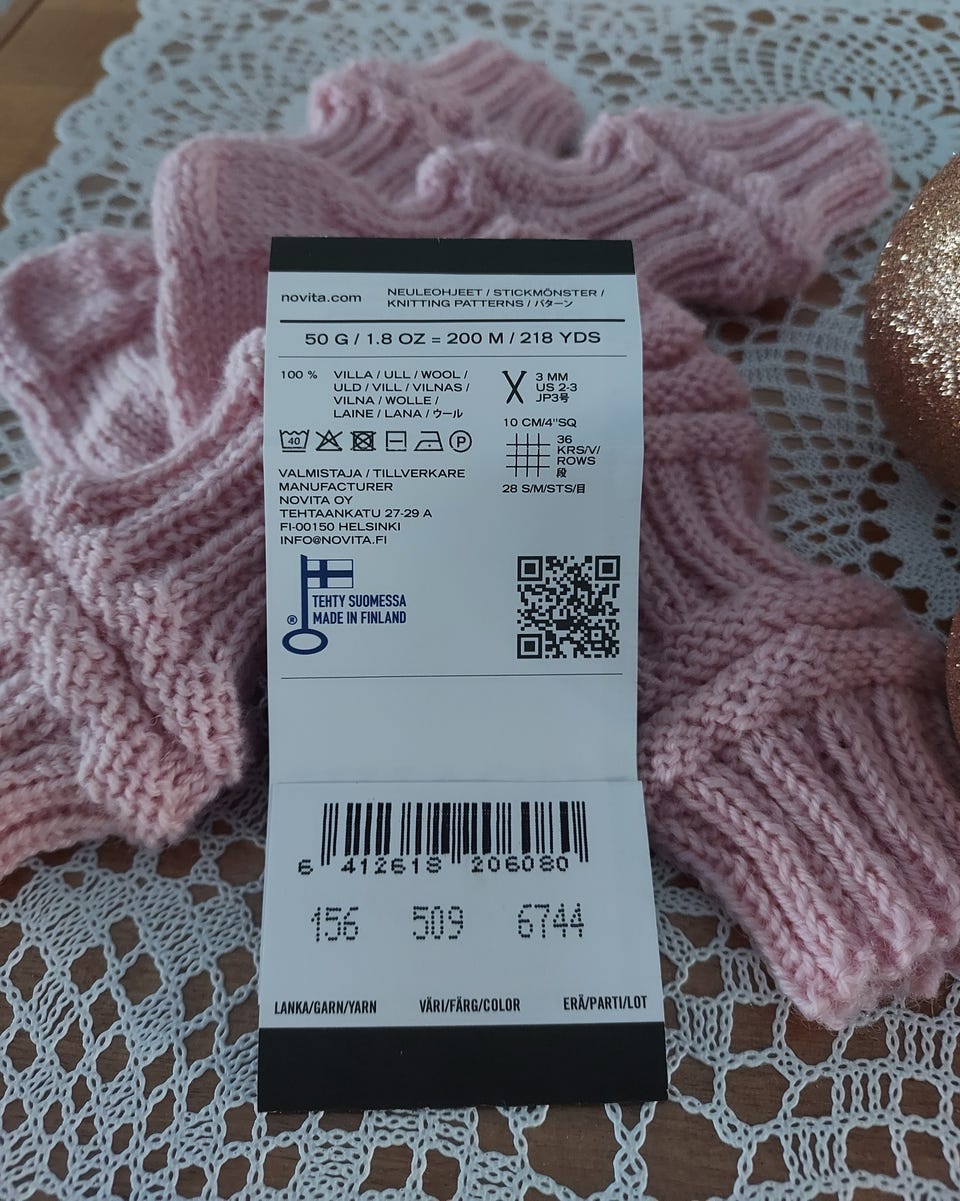 novita.com
NEULEOHJEET / STICKMÖNSTER /
KNITTING PATTERNS / パターン
50 G / 1.8 OZ = 200 M / 218 YDS
100 % VILLA / ULL / WOOL /
ULD / VILL / VILNAS /
VILNA / WOLLE /
LAINE / LANA / ウール
3 MM
US 2-3
JP3号
10 CM/4"SQ
36
KRS/V/
ROWS
段
28 S/M/STS/目
40
P
VALMISTAJA / TILLVERKARE
MANUFACTURER
NOVITA OY
TEHTAANKATU 27-29 A
FI-00150 HELSINKI
INFO@NOVITA.FI
TEHTY SUOMESSA
® MADE IN FINLAND
6 412618 206080
156 509 6744
LANKA/GARN/YARN VÄRI/FÄRG/COLOR ERÄ/PARTI/LOT